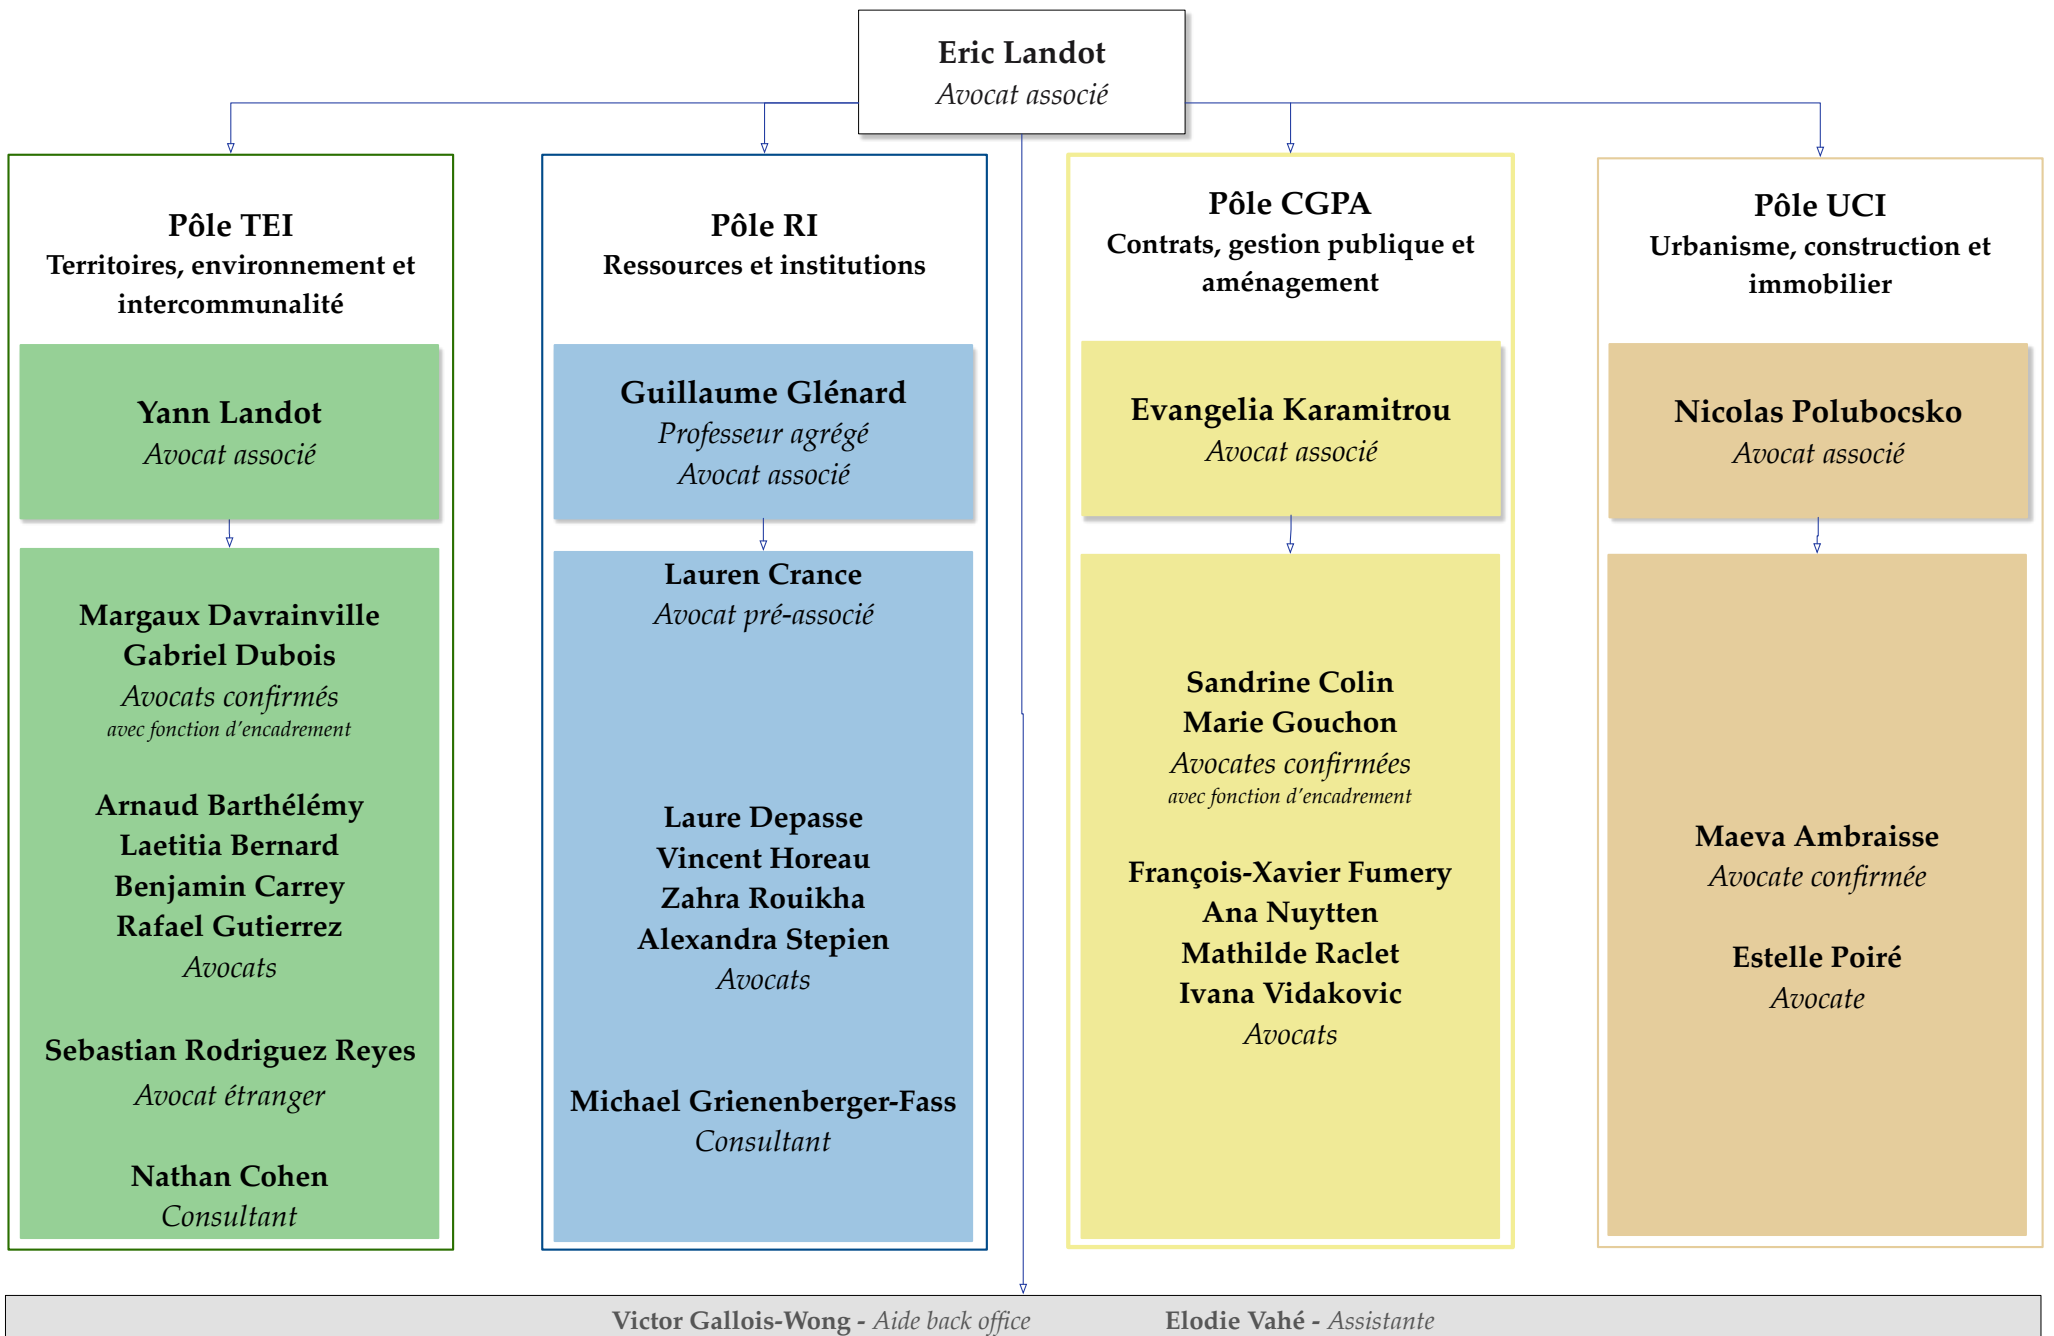 Eric Landot
Avocat associé
Pôle TEI
Territoires, environnement et
intercommunalité
Yann Landot
Avocat associé
Margaux Davrainville
Gabriel Dubois
Avocats confirmés
avec fonction d'encadrement
Arnaud Barthélémy
Laetitia Bernard
Benjamin Carrey
Rafael Gutierrez
Avocats
Sebastian Rodriguez Reyes
Avocat étranger
Nathan Cohen
Consultant
Pôle RI
Ressources et institutions
Guillaume Glénard
Professeur agrégé
Avocat associé
Lauren Crance
Avocat pré-associé
Laure Depasse
Vincent Horeau
Zahra Rouikha
Alexandra Stepien
Avocats
Michael Grienenberger-Fass
Consultant
Pôle CGPA
Contrats, gestion publique et
aménagement
Evangelia Karamitrou
Avocat associé
Sandrine Colin
Marie Gouchon
Avocates confirmées
avec fonction d'encadrement
François-Xavier Fumery
Ana Nuytten
Mathilde Raclet
Ivana Vidakovic
Avocats
Pôle UCI
Urbanisme, construction et
immobilier
Nicolas Polubocsko
Avocat associé
Maeva Ambraisse
Avocate confirmée
Estelle Poiré
Avocate
Victor Gallois-Wong - Aide back office
Elodie Vahé - Assistante